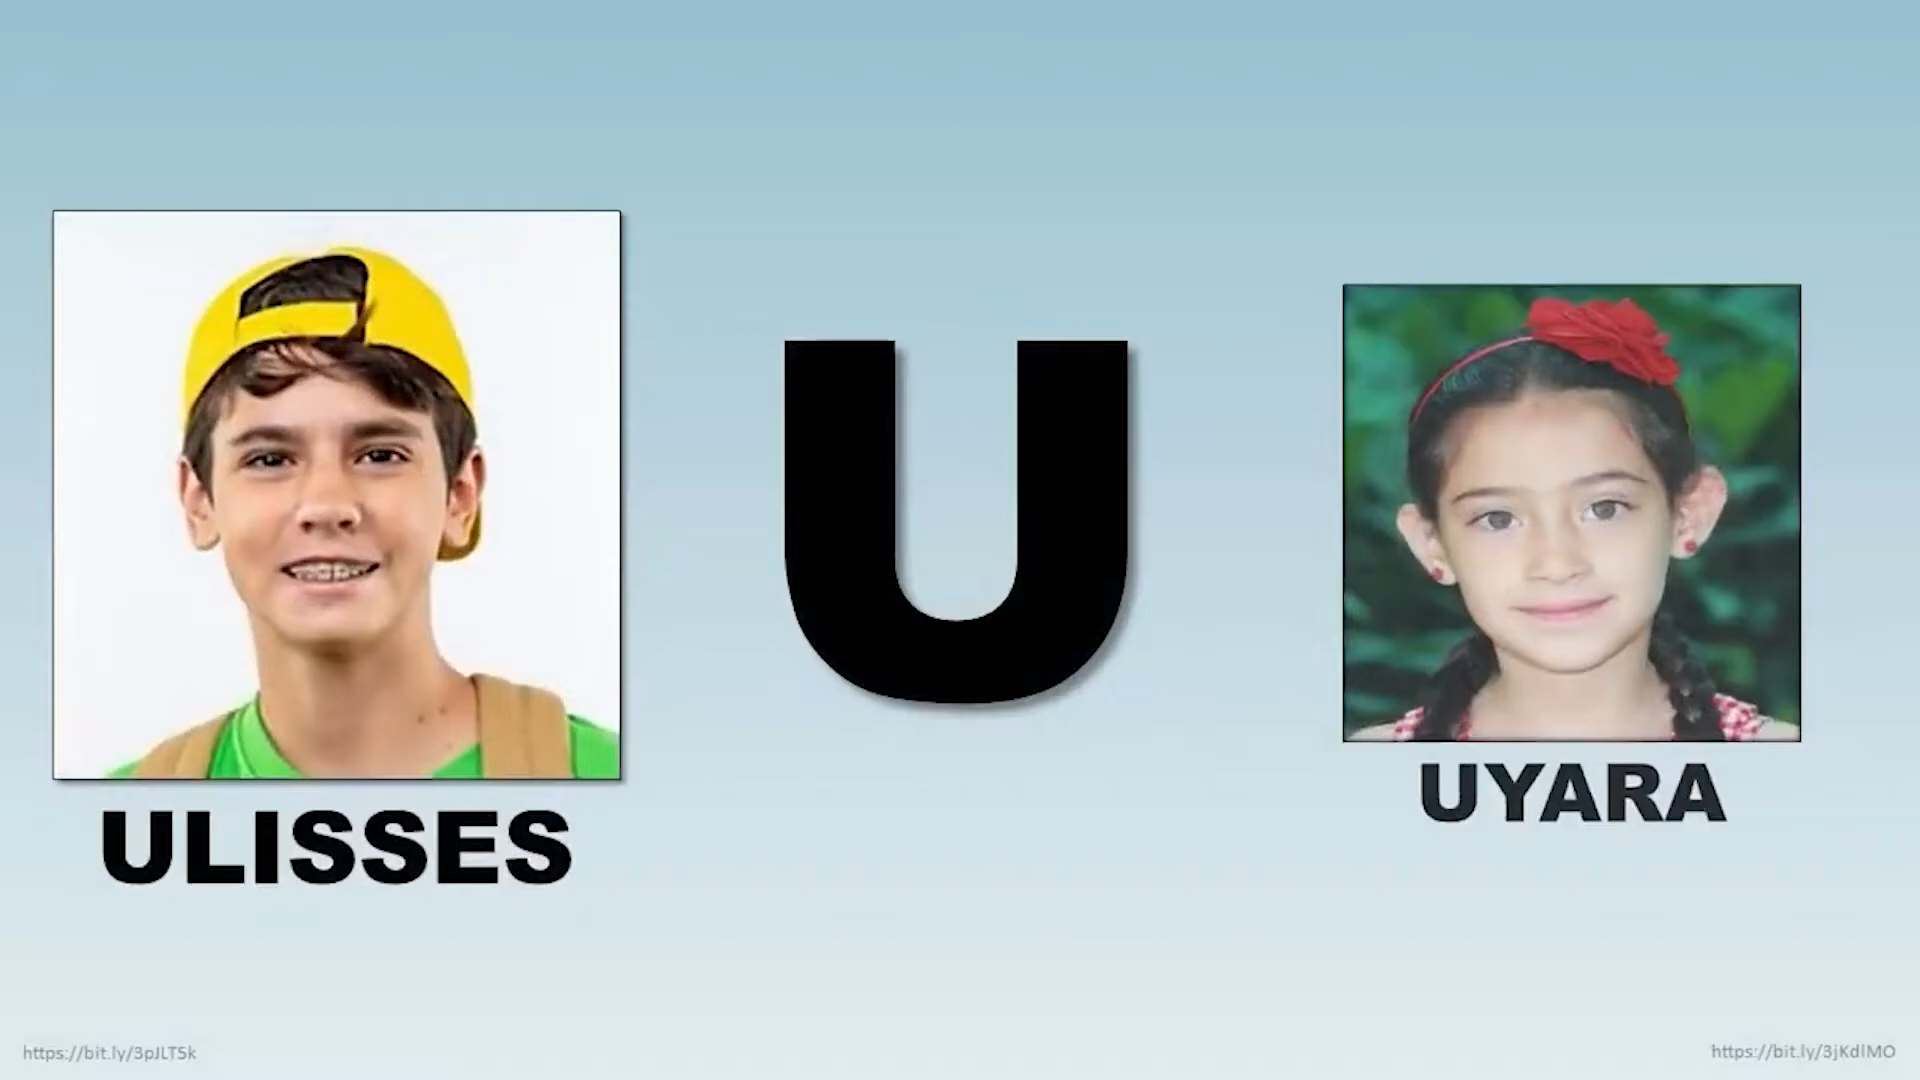 U
ULISSES
UYARA
https://bit.ly/3pJLT5k
https://bit.ly/3jKdlMO